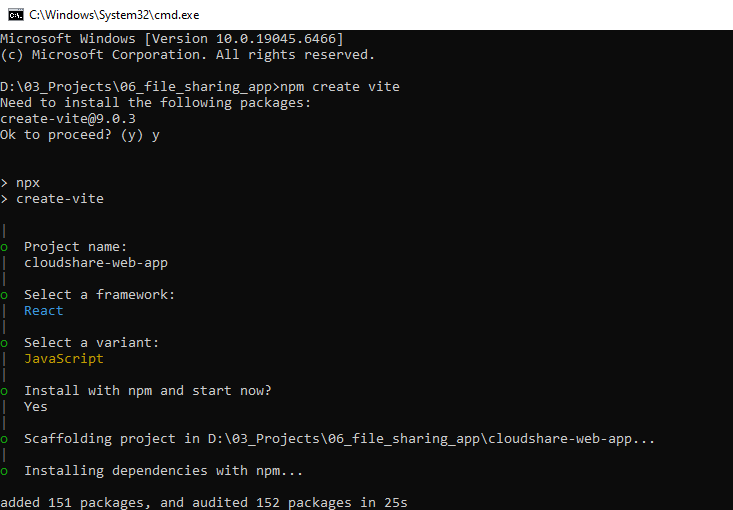 C:\Windows\System32\cmd.exe
Microsoft Windows [Version 10.0.19045.6466]
(c) Microsoft Corporation. All rights reserved.
D:\03_Projects\06_file_sharing_app>npm create vite
Need to install the following packages:
create-vite@9.0.3
Ok to proceed? (y) y
> npx
> create-vite
|
o  Project name:
|  cloudshare-web-app
|
o  Select a framework:
|  React
|
o  Select a variant:
|  JavaScript
|
o  Install with npm and start now?
|  Yes
|
o  Scaffolding project in D:\03_Projects\06_file_sharing_app\cloudshare-web-app...
|
o  Installing dependencies with npm...
added 151 packages, and audited 152 packages in 25s